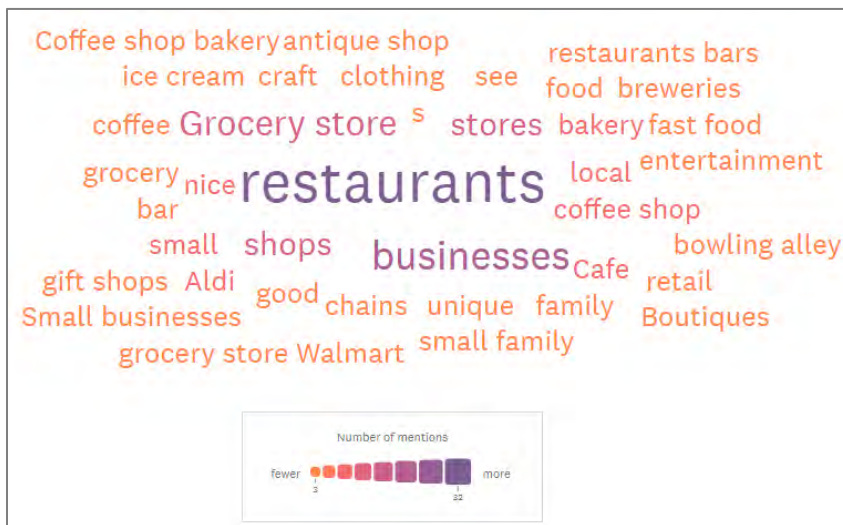 Coffee shop bakery antique shop
restaurants bars
ice cream craft clothing see
food breweries
coffee Grocery store s stores bakery fast food
grocery nice restaurants local entertainment
bar coffee shop
small shops businesses bowling alley
gift shops Aldi good Cafe retail
chains unique family
Small businesses Boutiques
grocery store Walmart small family
Number of mentions
fewer more
3 32